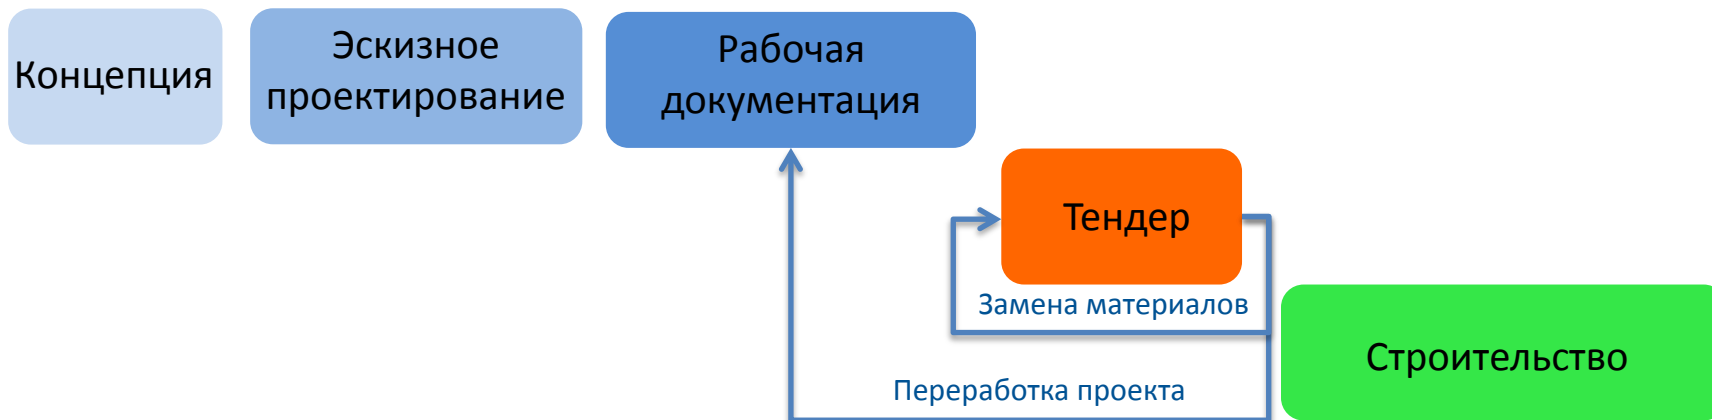 Концепция
Эскизное
проектирование
Рабочая
документация
Тендер
Замена материалов
Строительство
Переработка проекта